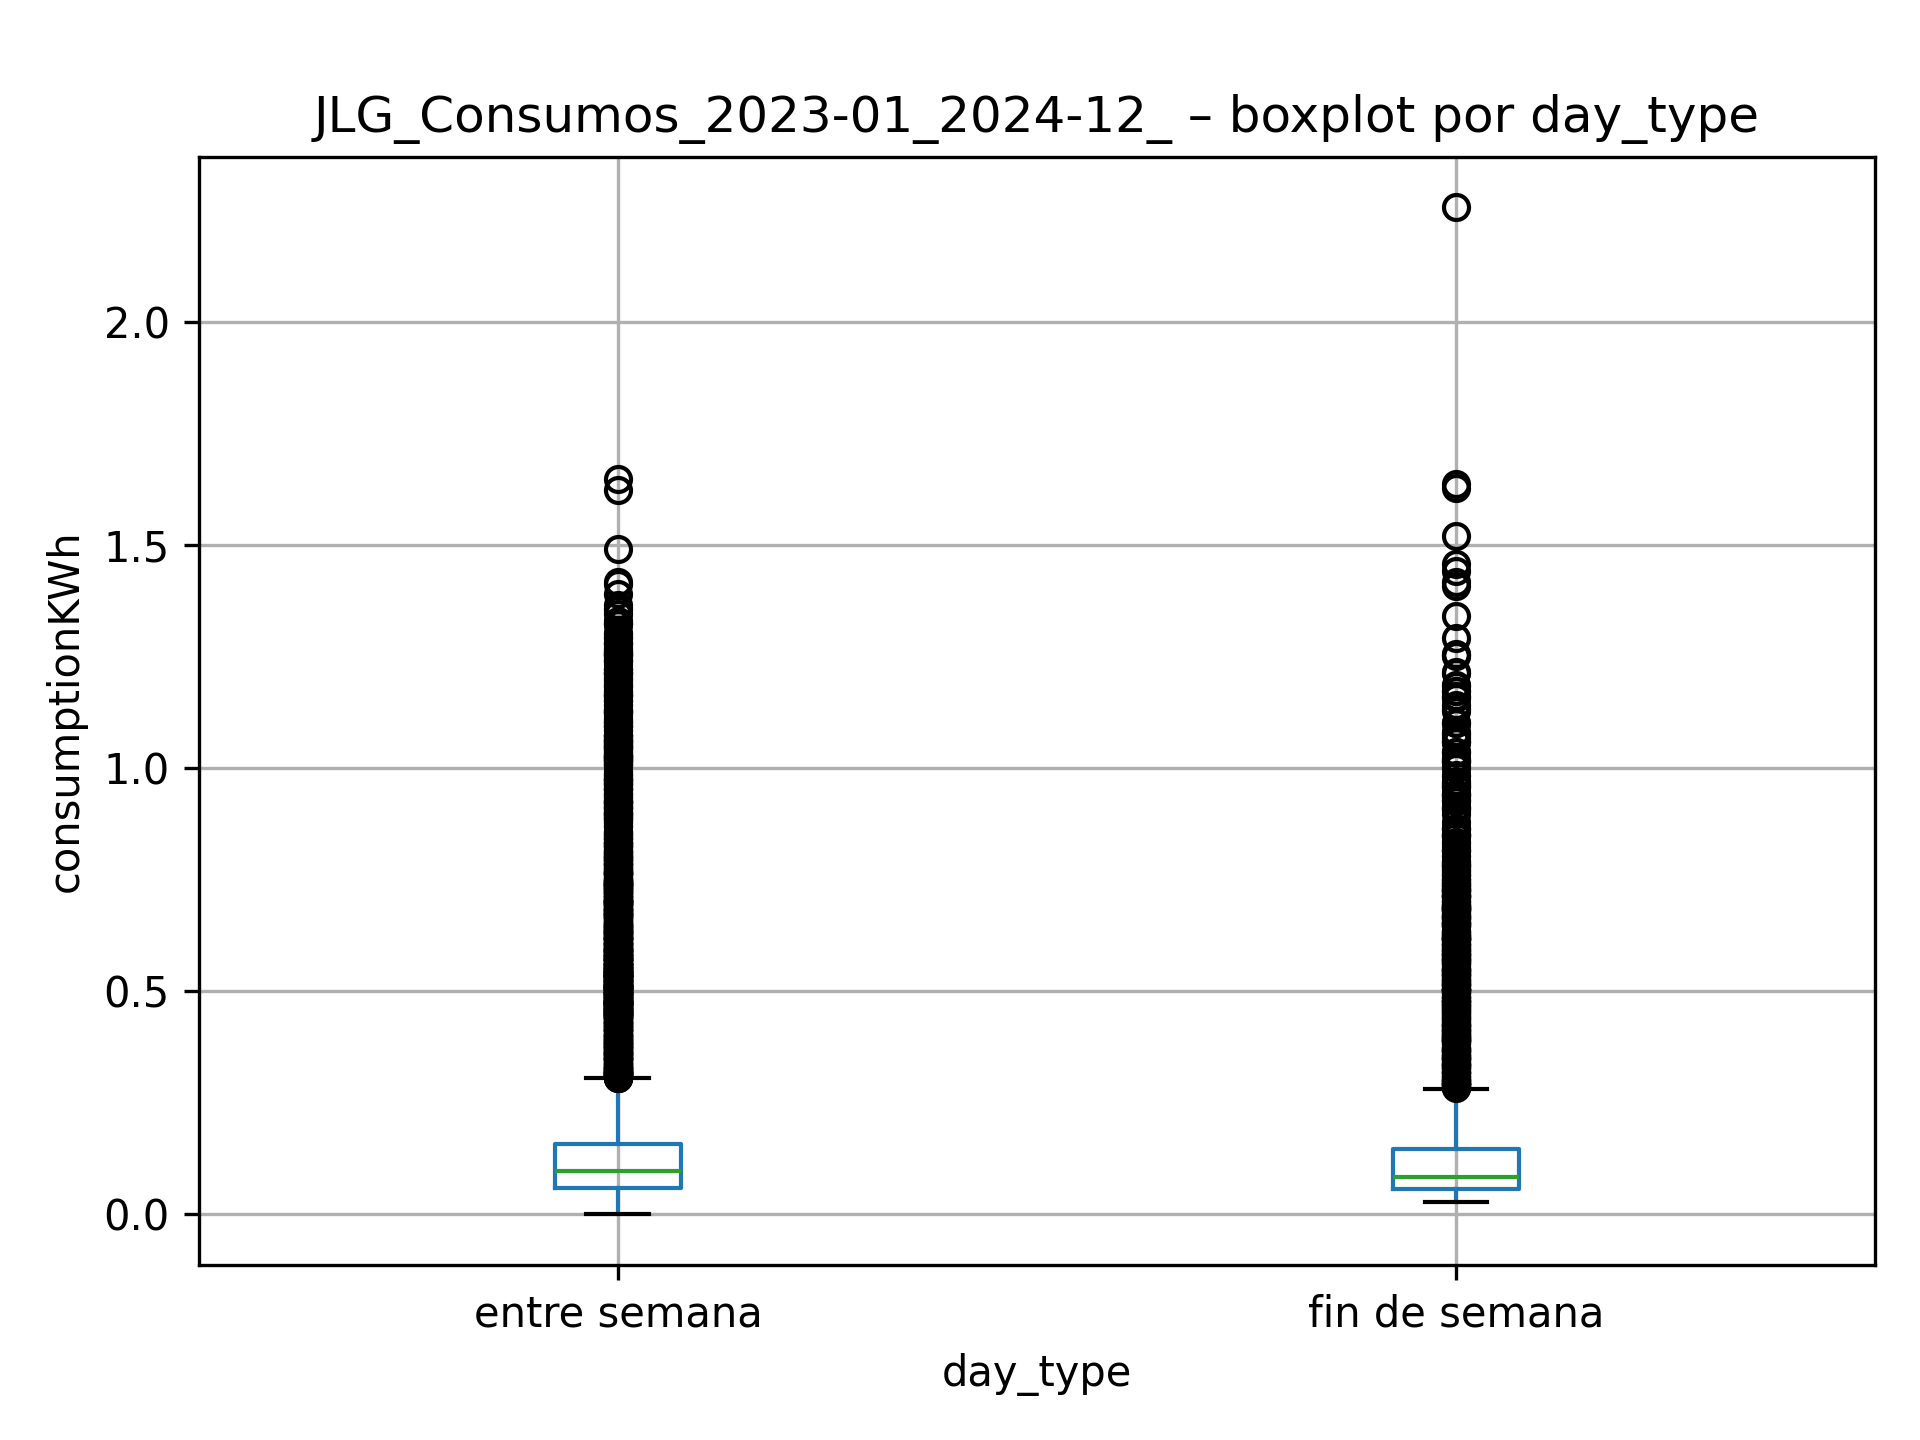 JLG_Consumos_2023-01_2024-12_ – boxplot por day_type
consumptionKWh
2.0
1.5
1.0
0.5
0.0
entre semana
fin de semana
day_type